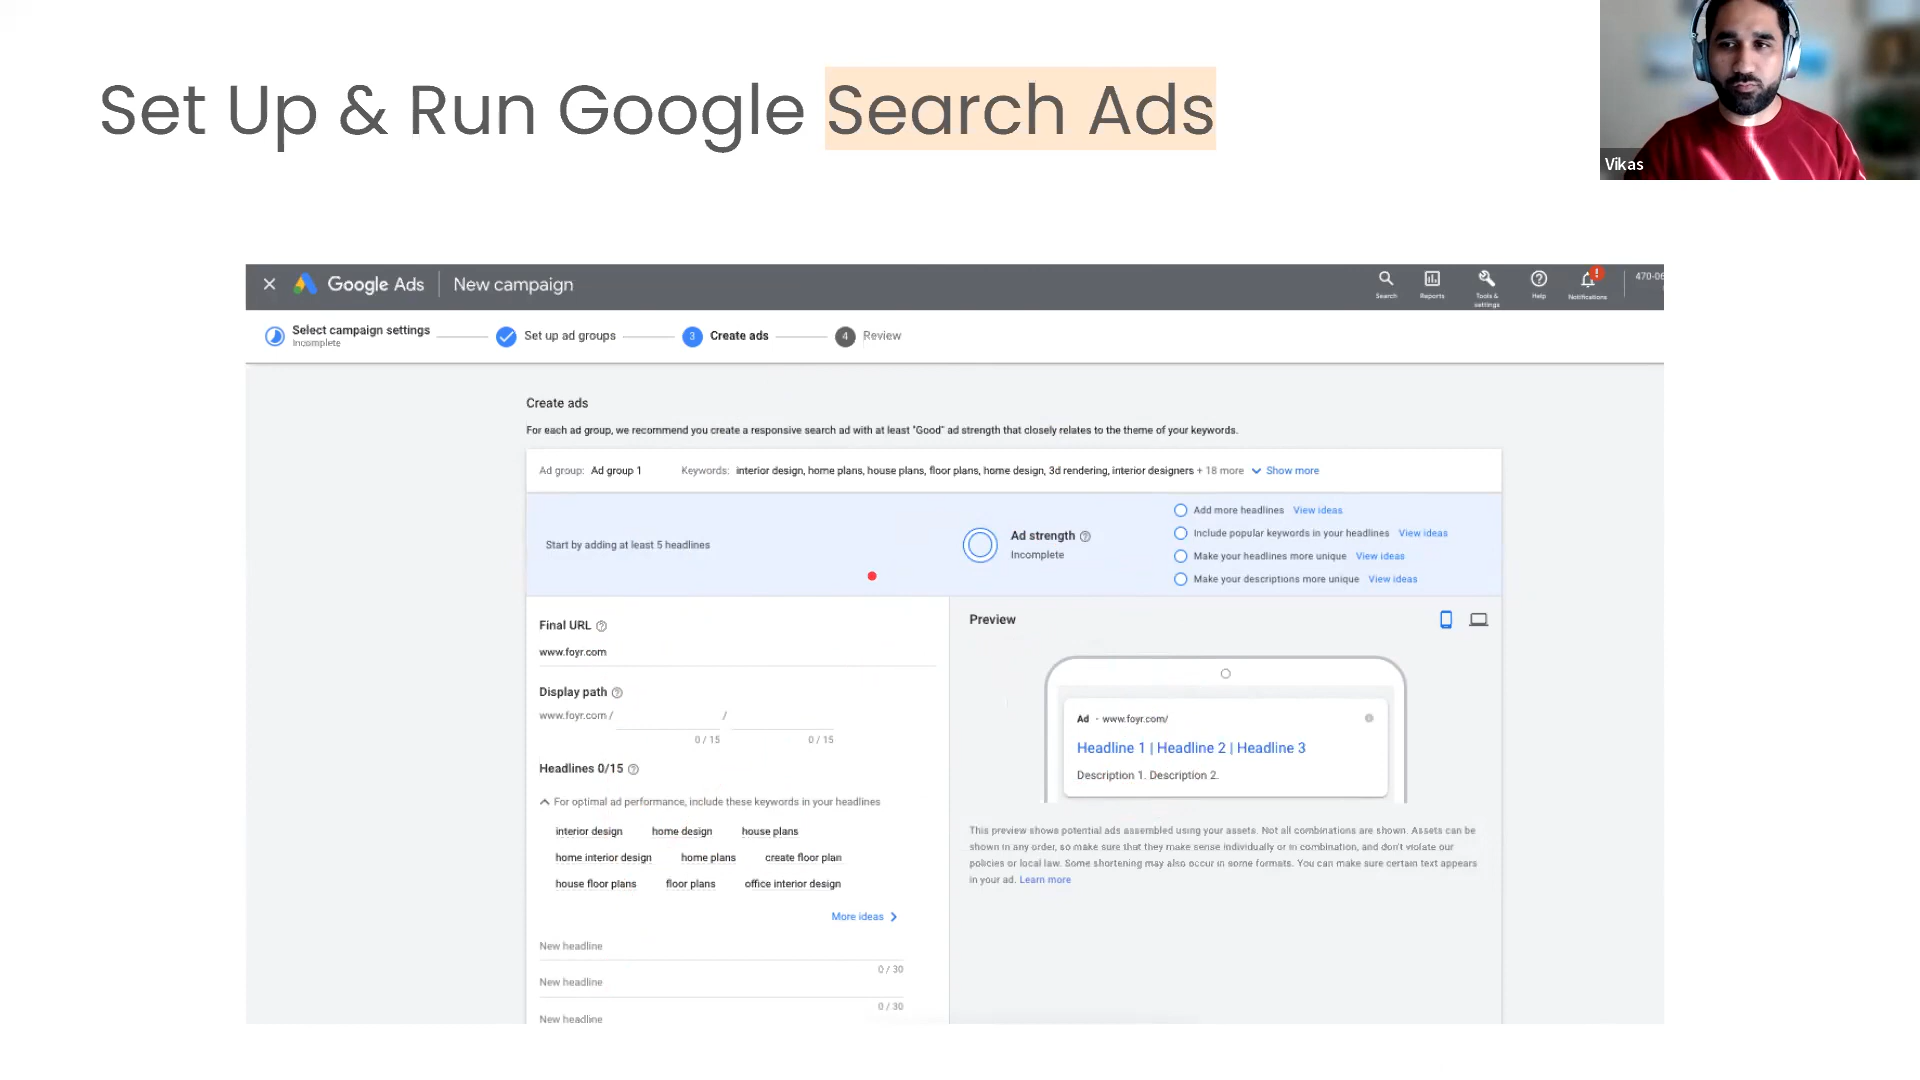 Set Up & Run Google Search Ads
Vikas
Google Ads New campaign
Search
Reports
Tools & settings
Help
Notifications
!
470-06
Select campaign settings
Incomplete
Set up ad groups
3 Create ads
4 Review
Create ads
For each ad group, we recommend you create a responsive search ad with at least "Good" ad strength that closely relates to the theme of your keywords.
Ad group: Ad group 1 Keywords: interior design, home plans, house plans, floor plans, home design, 3d rendering, interior designers + 18 more Show more
Start by adding at least 5 headlines
Ad strength
Incomplete
Add more headlines View ideas
Include popular keywords in your headlines View ideas
Make your headlines more unique View ideas
Make your descriptions more unique View ideas
Final URL
www.foyr.com
Display path
www.foyr.com / /
0 / 15 0 / 15
Headlines 0/15
For optimal ad performance, include these keywords in your headlines
interior design home design house plans
home interior design home plans create floor plan
house floor plans floor plans office interior design
More ideas
New headline
0 / 30
New headline
0 / 30
New headline
Preview
Ad · www.foyr.com/
Headline 1 | Headline 2 | Headline 3
Description 1. Description 2.
This preview shows potential ads assembled using your assets. Not all combinations are shown. Assets can be
shown in any order, so make sure that they make sense individually or in combination, and don't violate our
policies or local law. Some shortening may also occur in some formats. You can make sure certain text appears
in your ad. Learn more